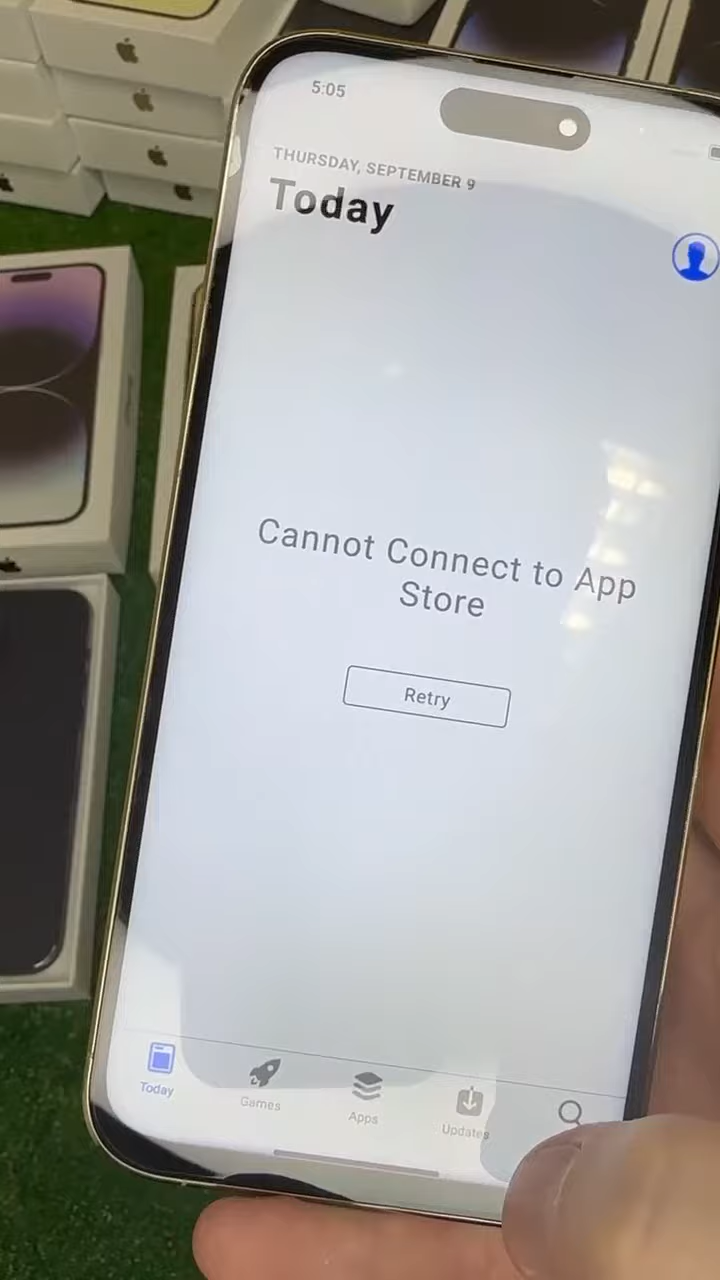 5:05
THURSDAY, SEPTEMBER 9
Today
Cannot Connect to App
Store
Retry
Today
Games
Apps
Updates